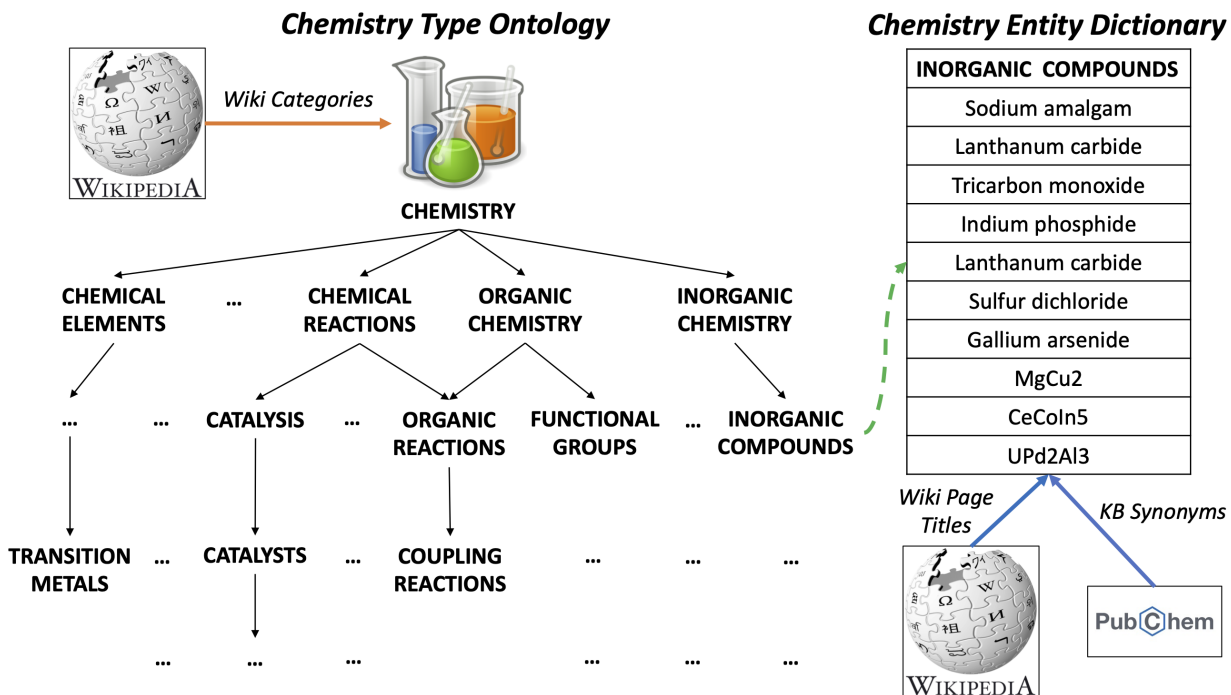 Chemistry Type Ontology
Chemistry Entity Dictionary
Wiki Categories
WIKIPEDIA
CHEMISTRY
CHEMICAL
ELEMENTS
...
CHEMICAL
REACTIONS
ORGANIC
CHEMISTRY
INORGANIC
CHEMISTRY
...
...
CATALYSIS
...
ORGANIC
REACTIONS
FUNCTIONAL
GROUPS
...
INORGANIC
COMPOUNDS
TRANSITION
METALS
...
CATALYSTS
...
COUPLING
REACTIONS
...
...
...
...
...
...
...
...
...
INORGANIC COMPOUNDS
Sodium amalgam
Lanthanum carbide
Tricarbon monoxide
Indium phosphide
Lanthanum carbide
Sulfur dichloride
Gallium arsenide
MgCu2
CeCoIn5
UPd2Al3
Wiki Page
Titles
KB Synonyms
WIKIPEDIA
PubChem